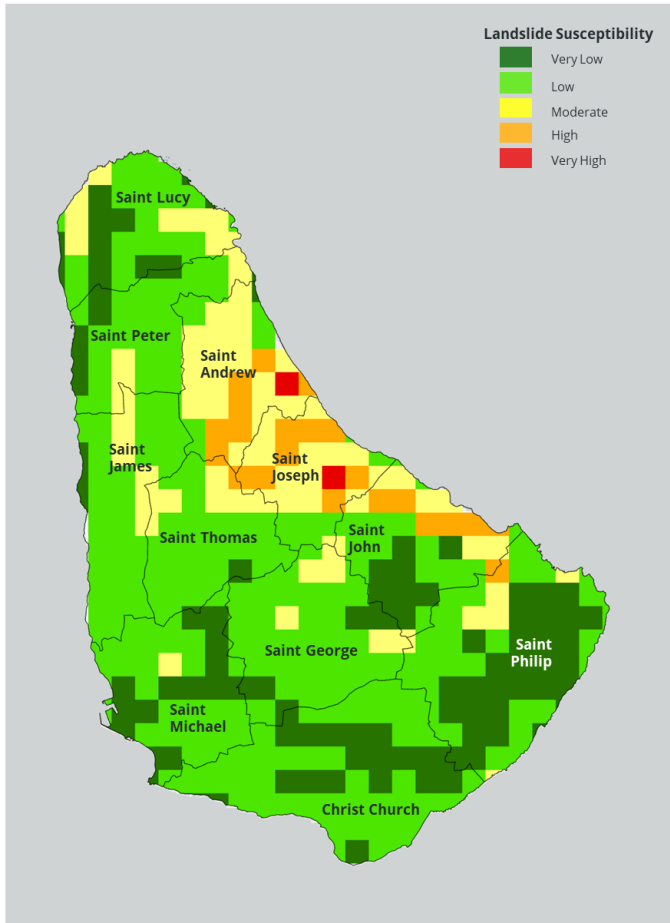 Landslide Susceptibility
Very Low
Low
Moderate
High
Very High
Saint Lucy
Saint Peter
Saint
Andrew
Saint
James
Saint
Joseph
Saint Thomas
Saint
John
Saint George
Saint
Philip
Saint
Michael
Christ Church